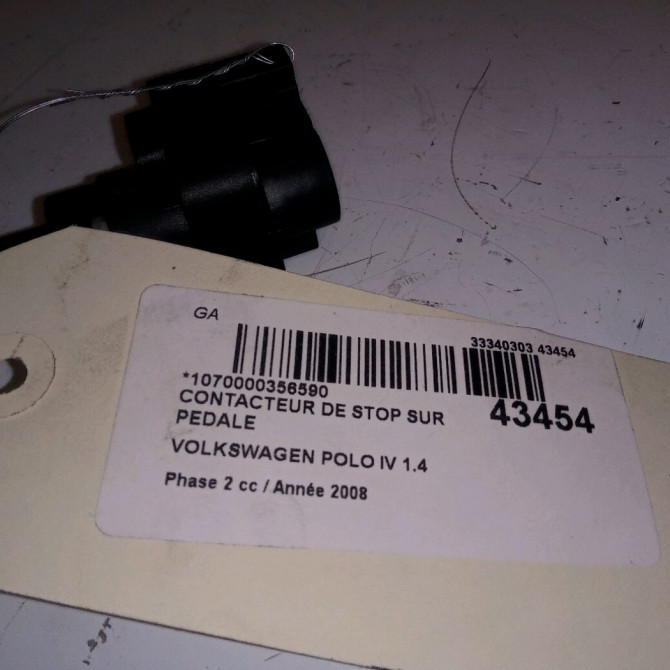 GA
33340303 43454
*1070000356590
43454
CONTACTEUR DE STOP SUR
PEDALE
VOLKSWAGEN POLO IV 1.4
Phase 2 cc / Année 2008